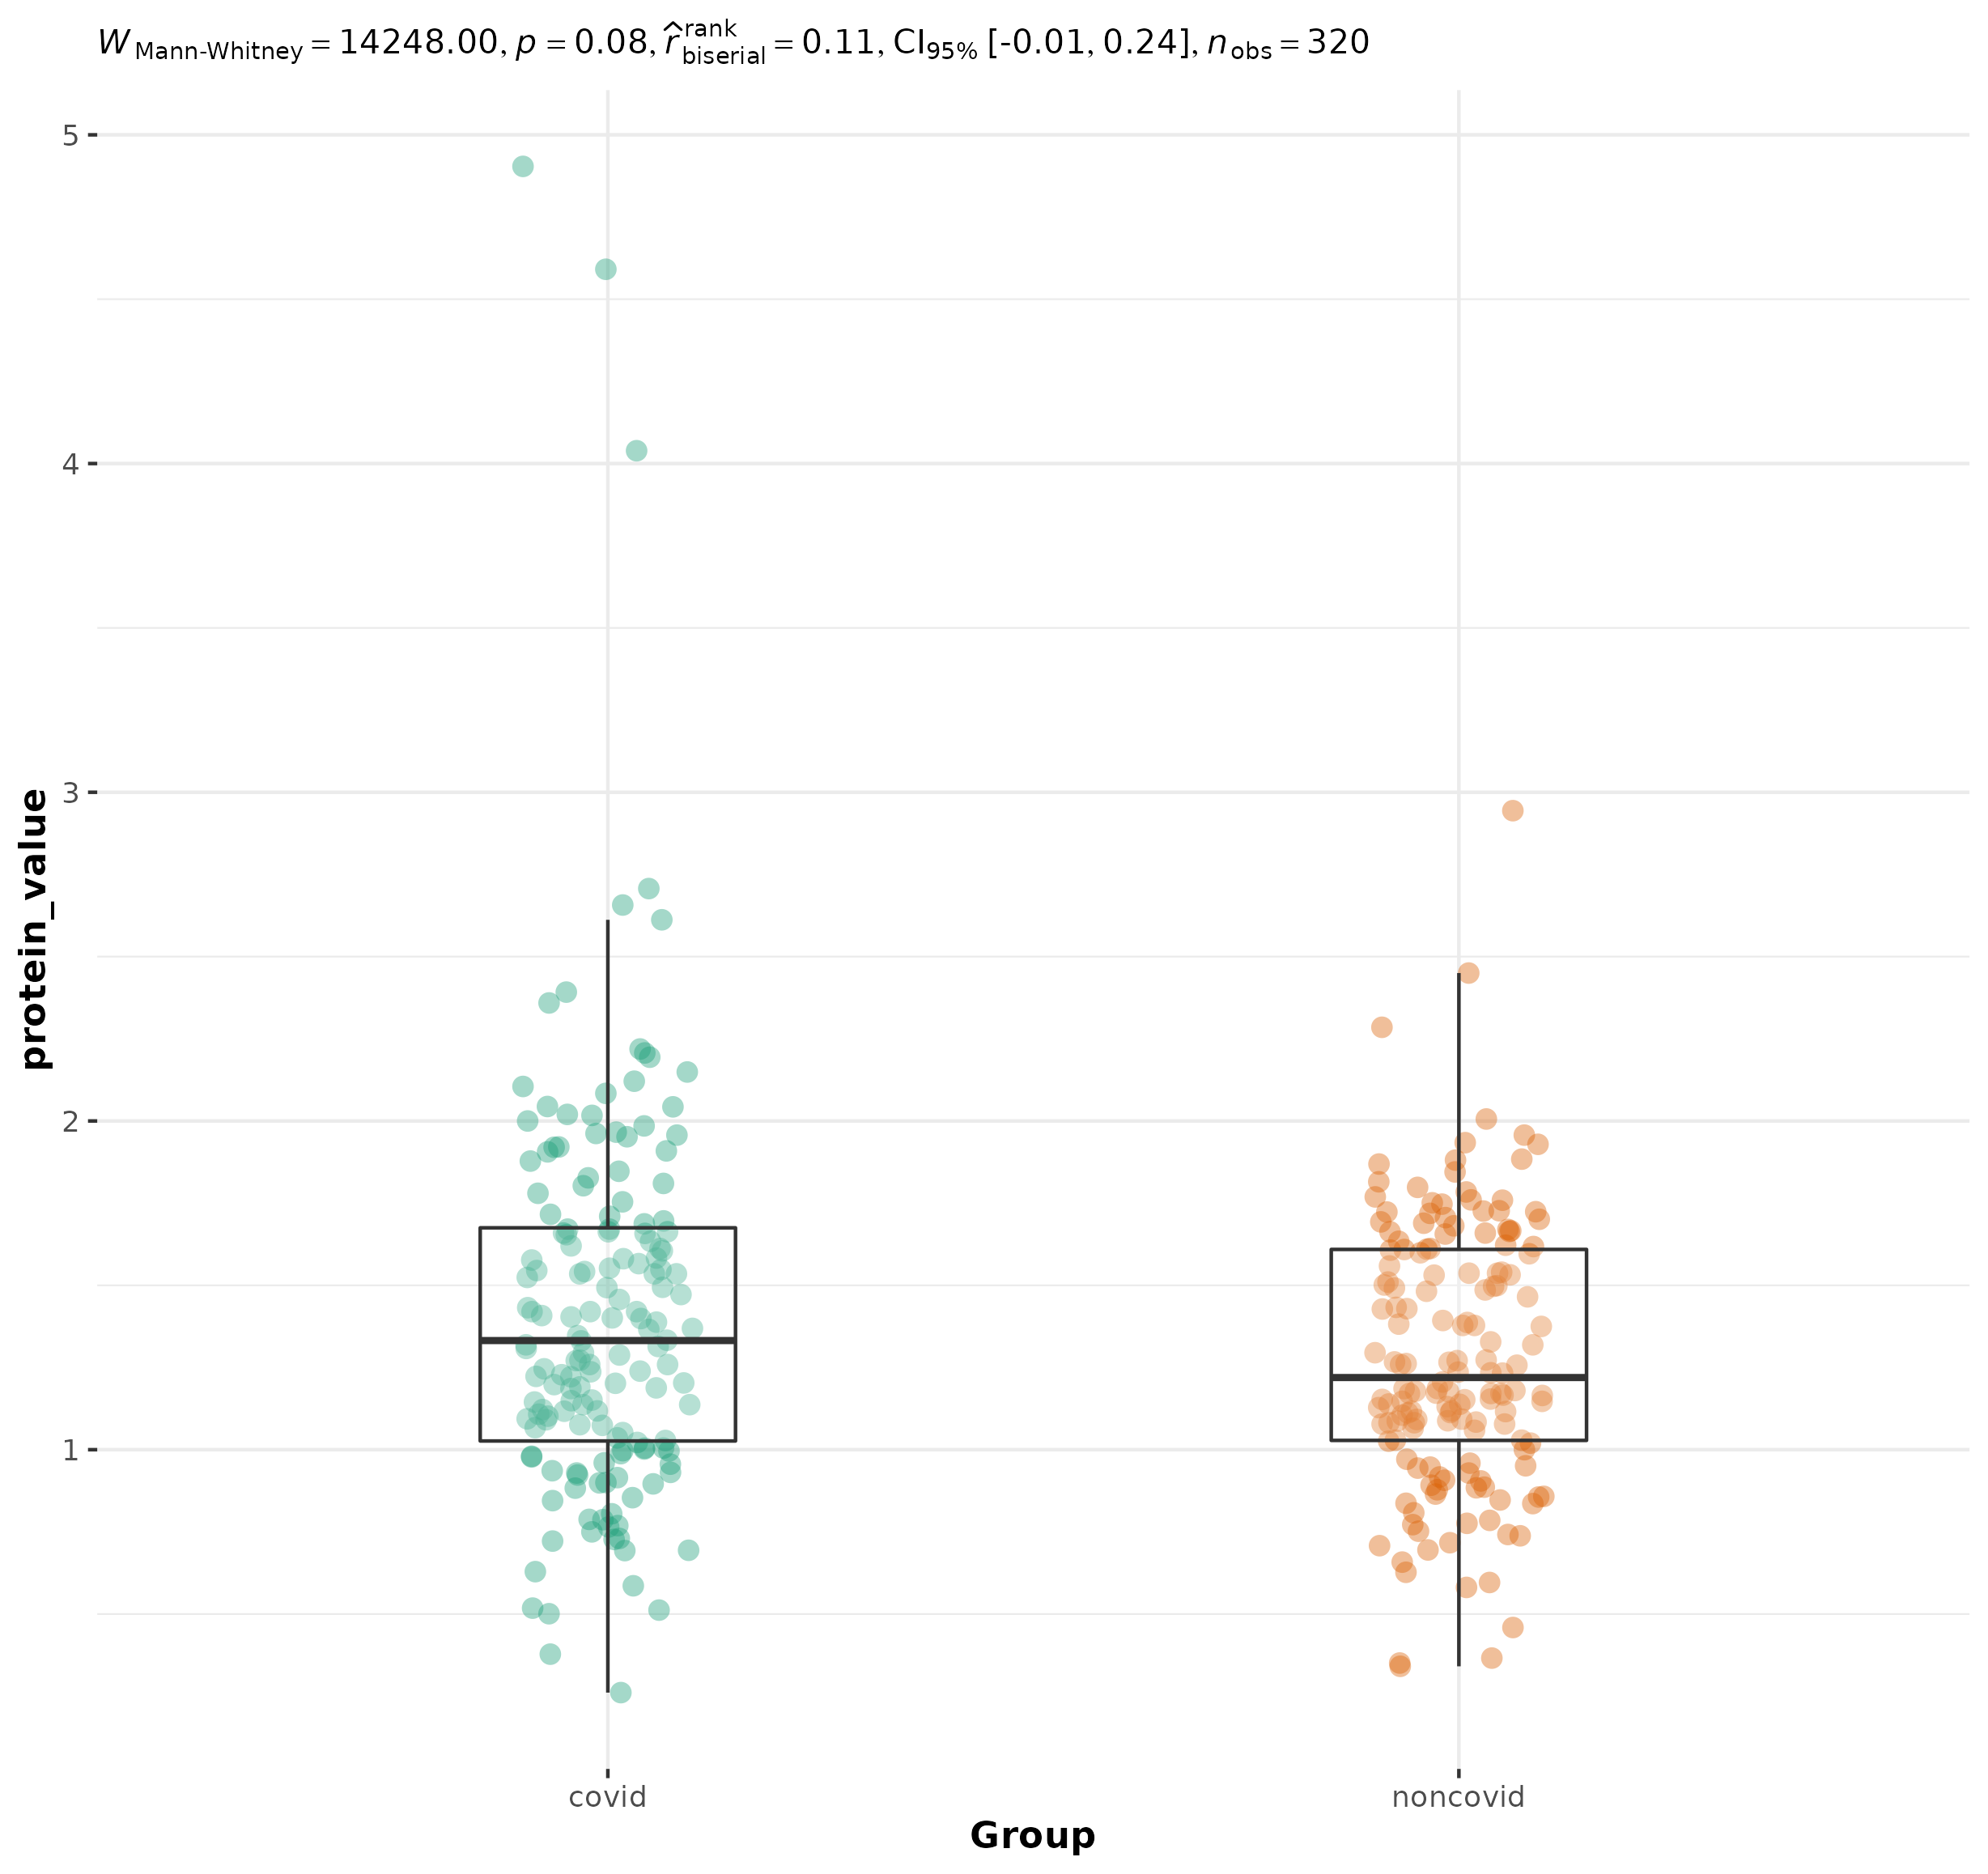 W Mann-Whitney = 14248.00, p = 0.08, r̂ rank biserial = 0.11, CI95% [-0.01, 0.24], nobs = 320
5
4
3
2
1
protein_value
covid noncovid
Group